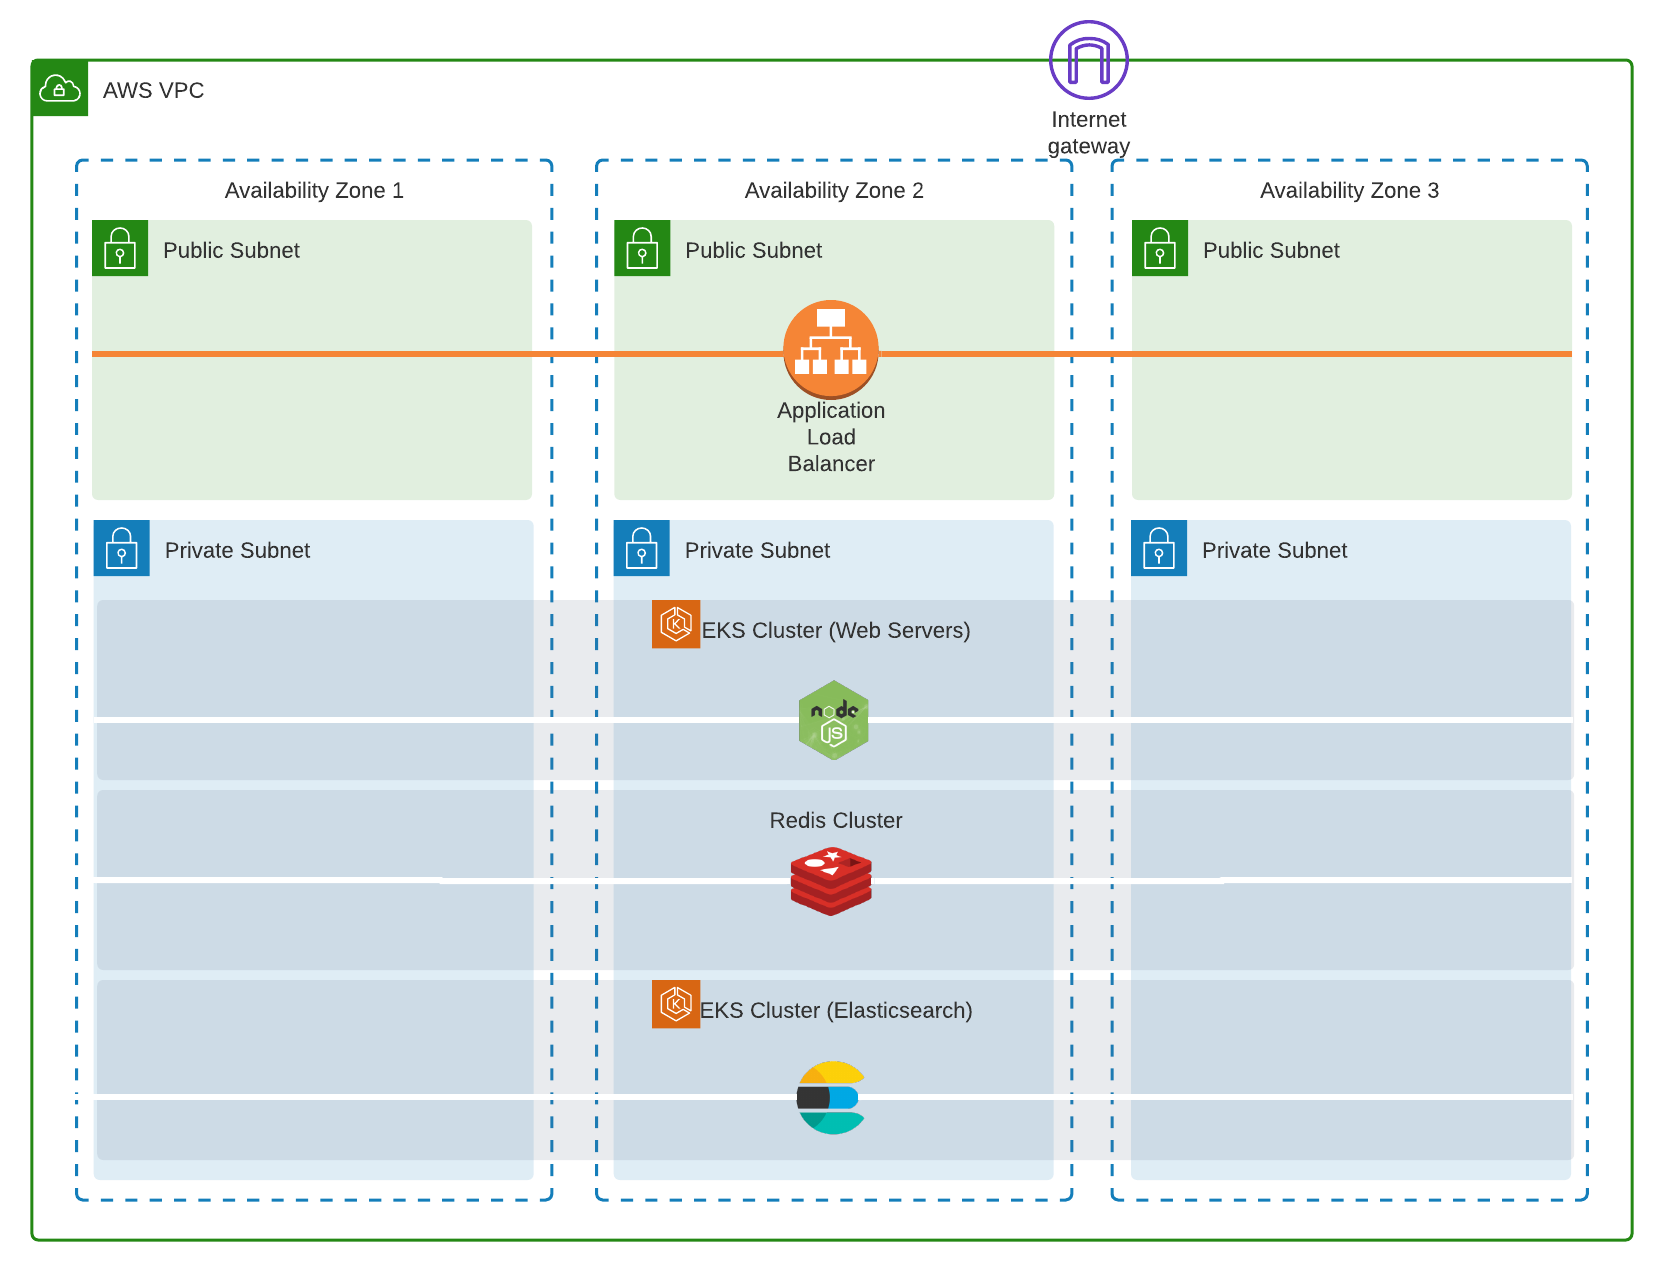 AWS VPC
Internet
gateway
Availability Zone 1
Availability Zone 2
Availability Zone 3
Public Subnet
Public Subnet
Public Subnet
Application
Load
Balancer
Private Subnet
Private Subnet
Private Subnet
K
EKS Cluster (Web Servers)
node
JS
Redis Cluster
K
EKS Cluster (Elasticsearch)